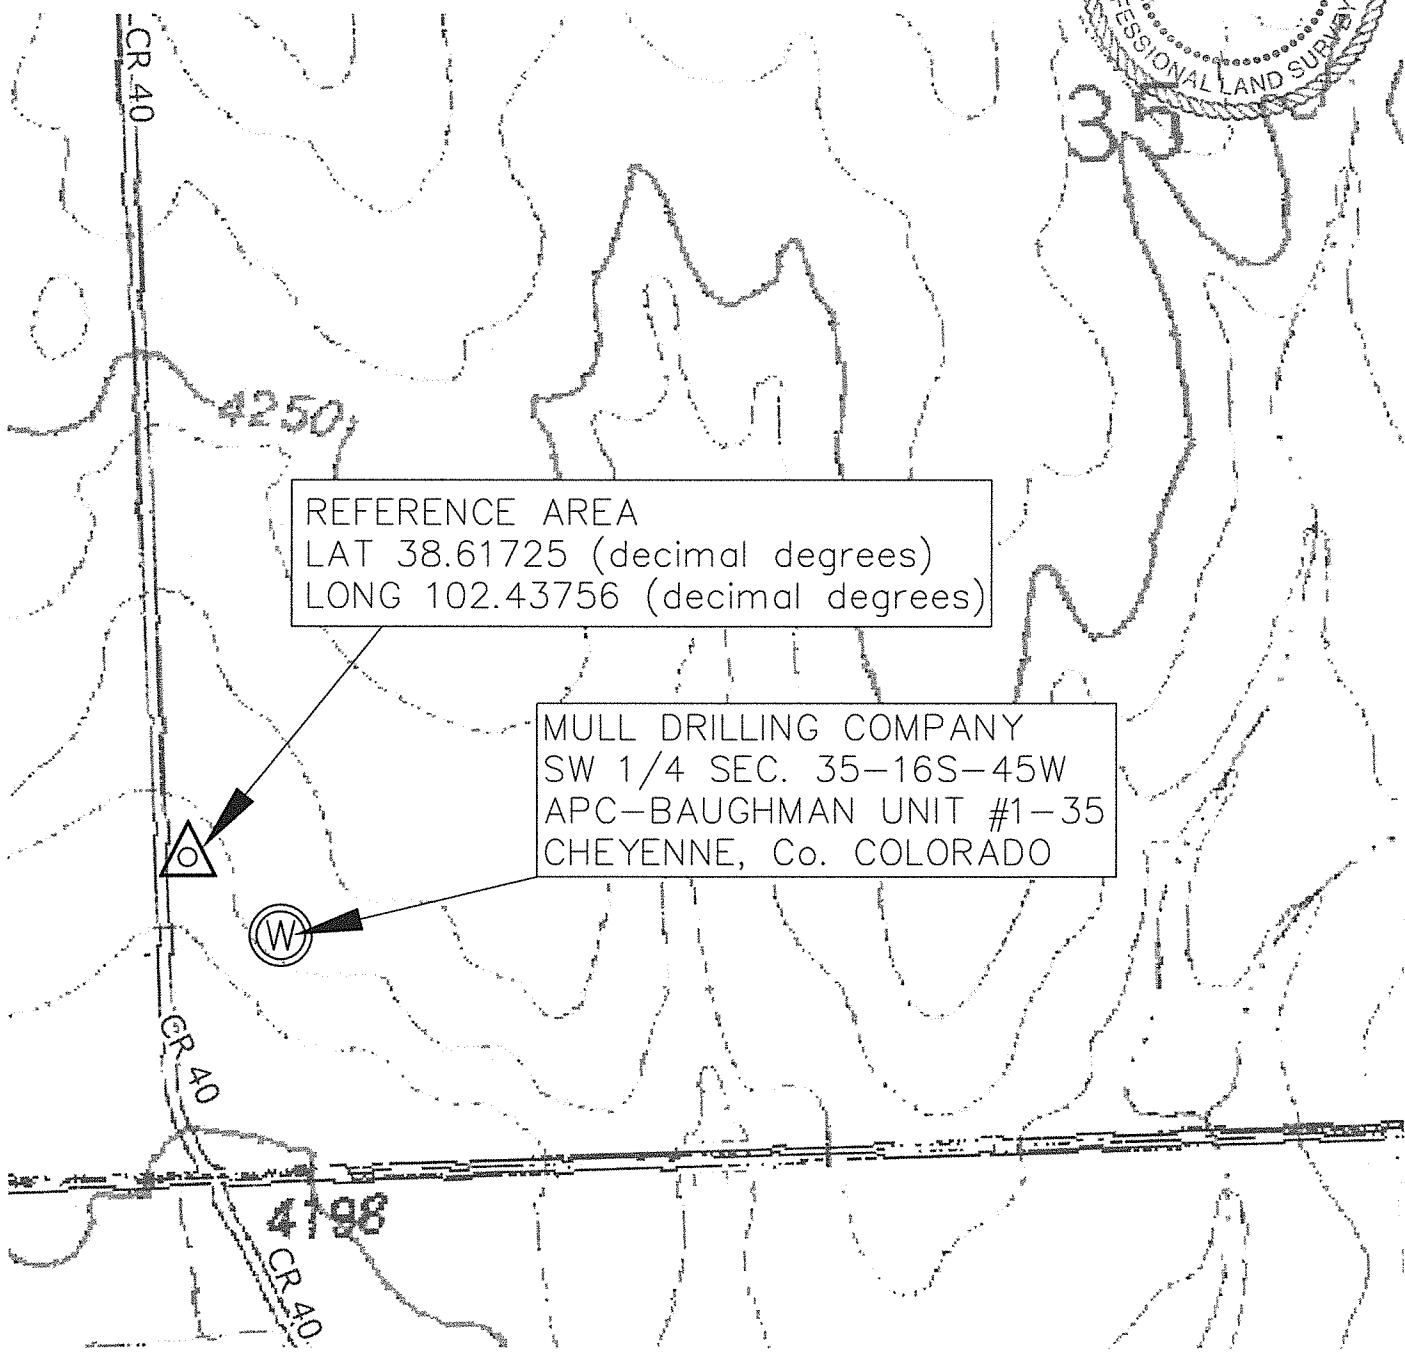 CR 40
FESSIONAL LAND SURVEY
35
4250
REFERENCE AREA
LAT 38.61725 (decimal degrees)
LONG 102.43756 (decimal degrees)
MULL DRILLING COMPANY
SW 1/4 SEC. 35-16S-45W
APC-BAUGHMAN UNIT #1-35
CHEYENNE, Co. COLORADO
W
CR 40
4198
CR 40